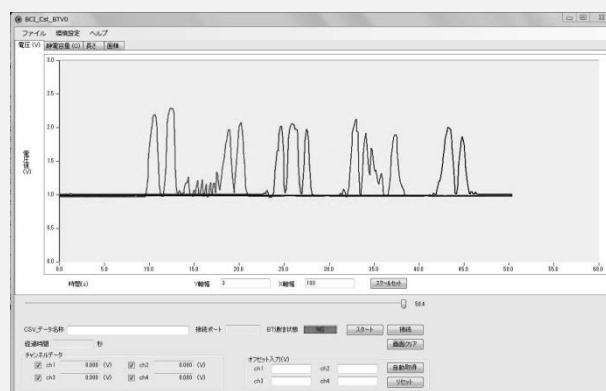 BCI_Cst_BTV0
ファイル 環境設定 ヘルプ
電圧(V) 静電容量(C) 長さ 面積
3.0
2.5
2.0
1.5
1.0
0.5
0.0
0.0 5.0 10.0 15.0 20.0 25.0 30.0 35.0 40.0 45.0 50.0 55.0 60.0
時間(s) Y軸幅 3 X軸幅 100 スケールセット
50.4
CSV_データ名称 接続ポート BT1動作状態 スタート 接続
経過時間 秒 画面クリア
チャンネルデータ オフセット入力(V)
ch1 0.000 (V) ch2 0.000 (V) ch1 ch2 自動取得
ch3 0.000 (V) ch4 0.000 (V) ch3 ch4 リセット